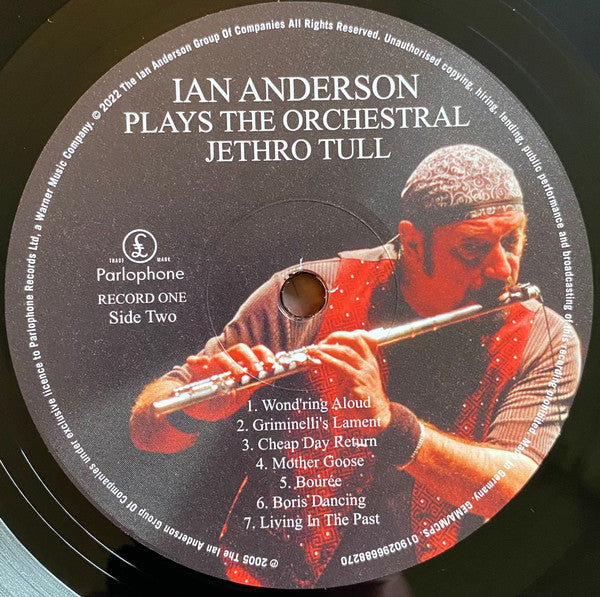 IAN ANDERSON
PLAYS THE ORCHESTRAL
JETHRO TULL
TRADE MARK
£
Parlophone
RECORD ONE
Side Two
1. Wond'ring Aloud
2. Griminelli's Lament
3. Cheap Day Return
4. Mother Goose
5. Bourée
6. Boris Dancing
7. Living In The Past
℗ 2005 The Ian Anderson Group Of Companies under exclusive licence to Parlophone Records Ltd, a Warner Music Company. © 2022 The Ian Anderson Group Of Companies All Rights Reserved. Unauthorised copying, hiring, lending, public performance and broadcasting of this recording prohibited. Made in Germany. GEMA/MCPS. 0190296688270